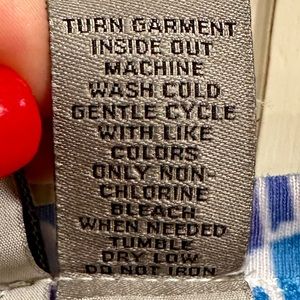 TURN GARMENT
INSIDE OUT
MACHINE
WASH COLD
GENTLE CYCLE
WITH LIKE
COLORS
ONLY NON-
CHLORINE
BLEACH
WHEN NEEDED
TUMBLE
DRY LOW
DO NOT IRON